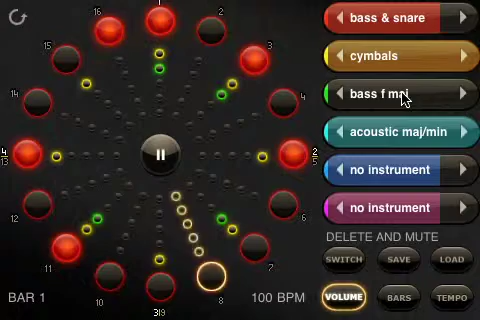 1
16
2
15
3
14
4
4
13
2
5
12
6
11
7
10
8
3|9
BAR 1
100 BPM
bass & snare
cymbals
bass f maj
acoustic maj/min
no instrument
no instrument
DELETE AND MUTE
SWITCH SAVE LOAD
VOLUME BARS TEMPO